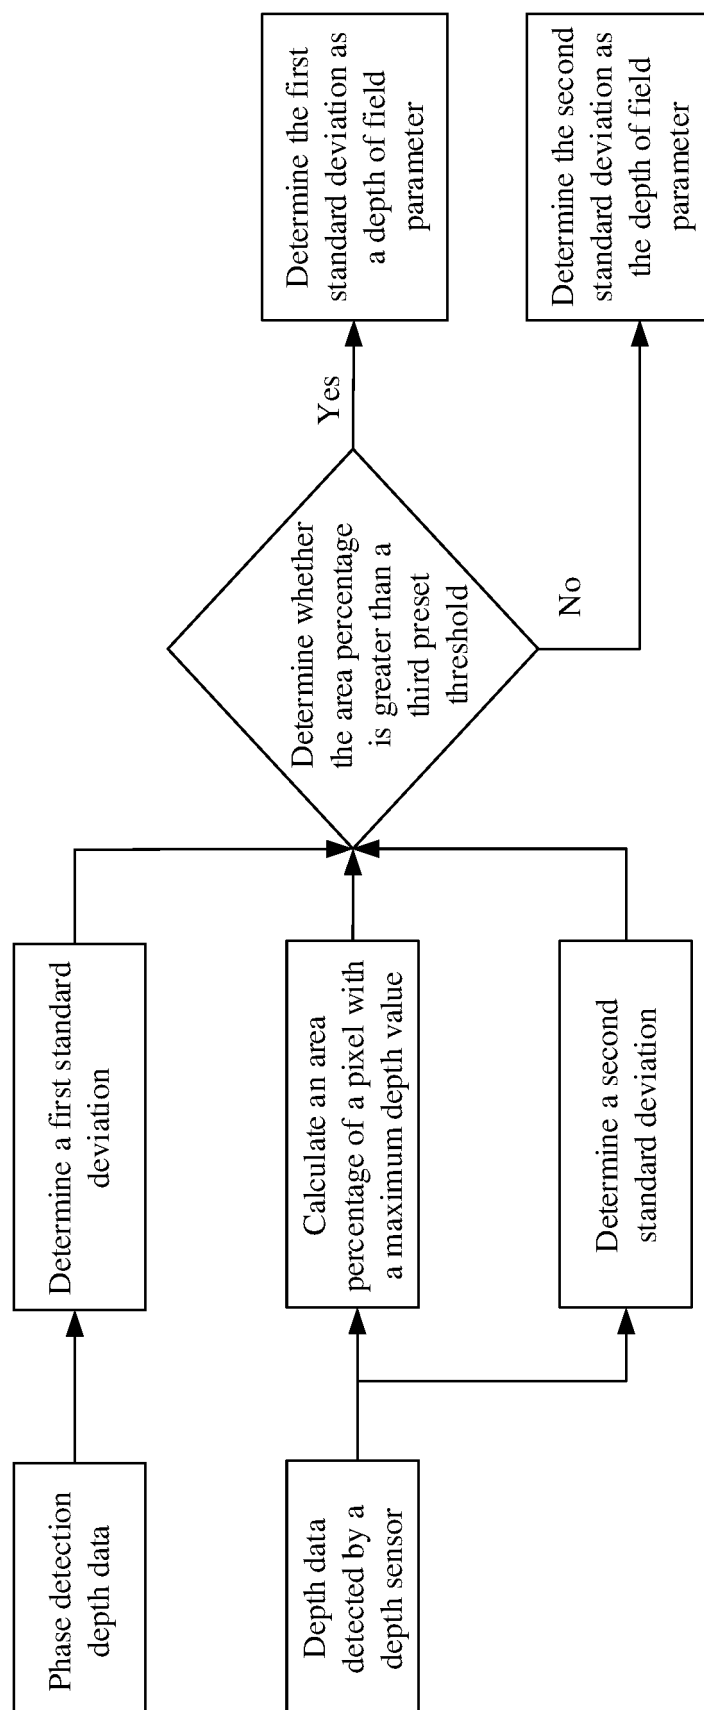 Phase detection
depth data
Determine a first standard
deviation
Depth data
detected by a
depth sensor
Calculate an area
percentage of a pixel with
a maximum depth value
Determine a second
standard deviation
Determine whether
the area percentage
is greater than a
third preset
threshold
Yes
Determine the first
standard deviation as
a depth of field
parameter
No
Determine the second
standard deviation as
the depth of field
parameter